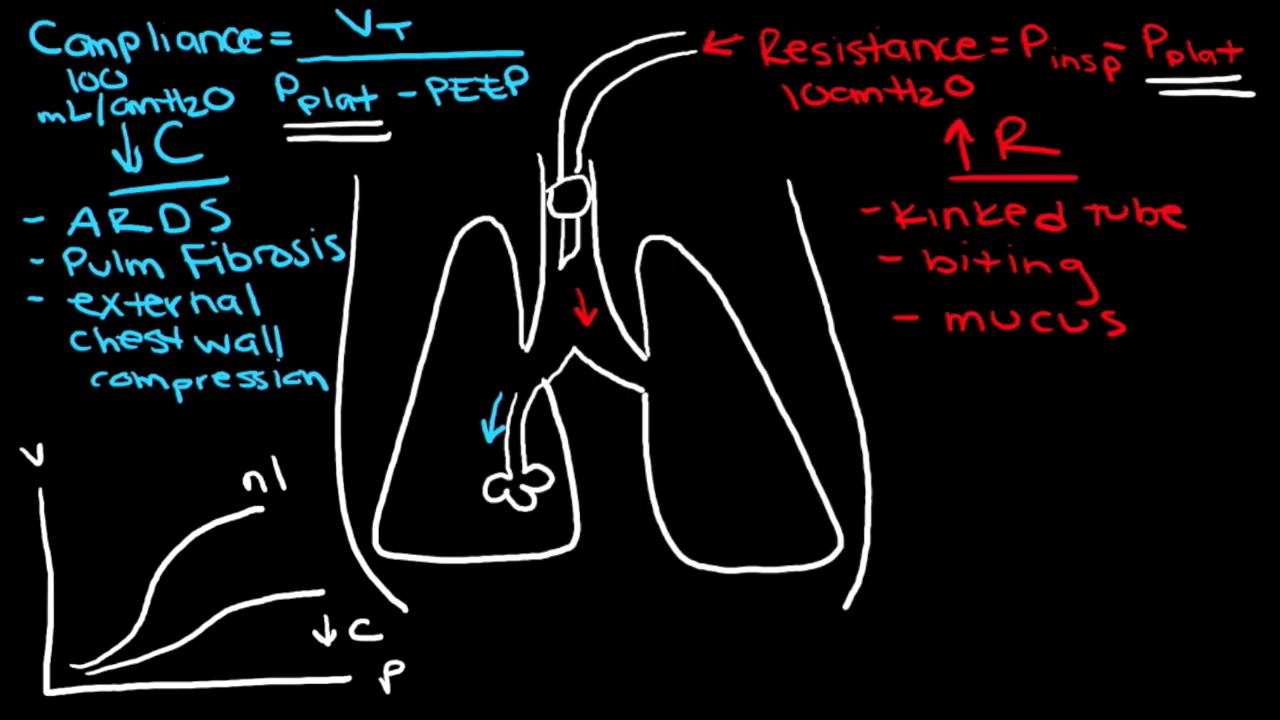 Compliance = VT
Pplat - PEEP
100
mL/cmH2O
↓ C
- ARDS
- Pulm Fibrosis
- external
chest wall
compression
← Resistance = Pinsp - Pplat
10cmH2O
↑ R
- kinked tube
- biting
- mucus
V
nl
↓ C
P